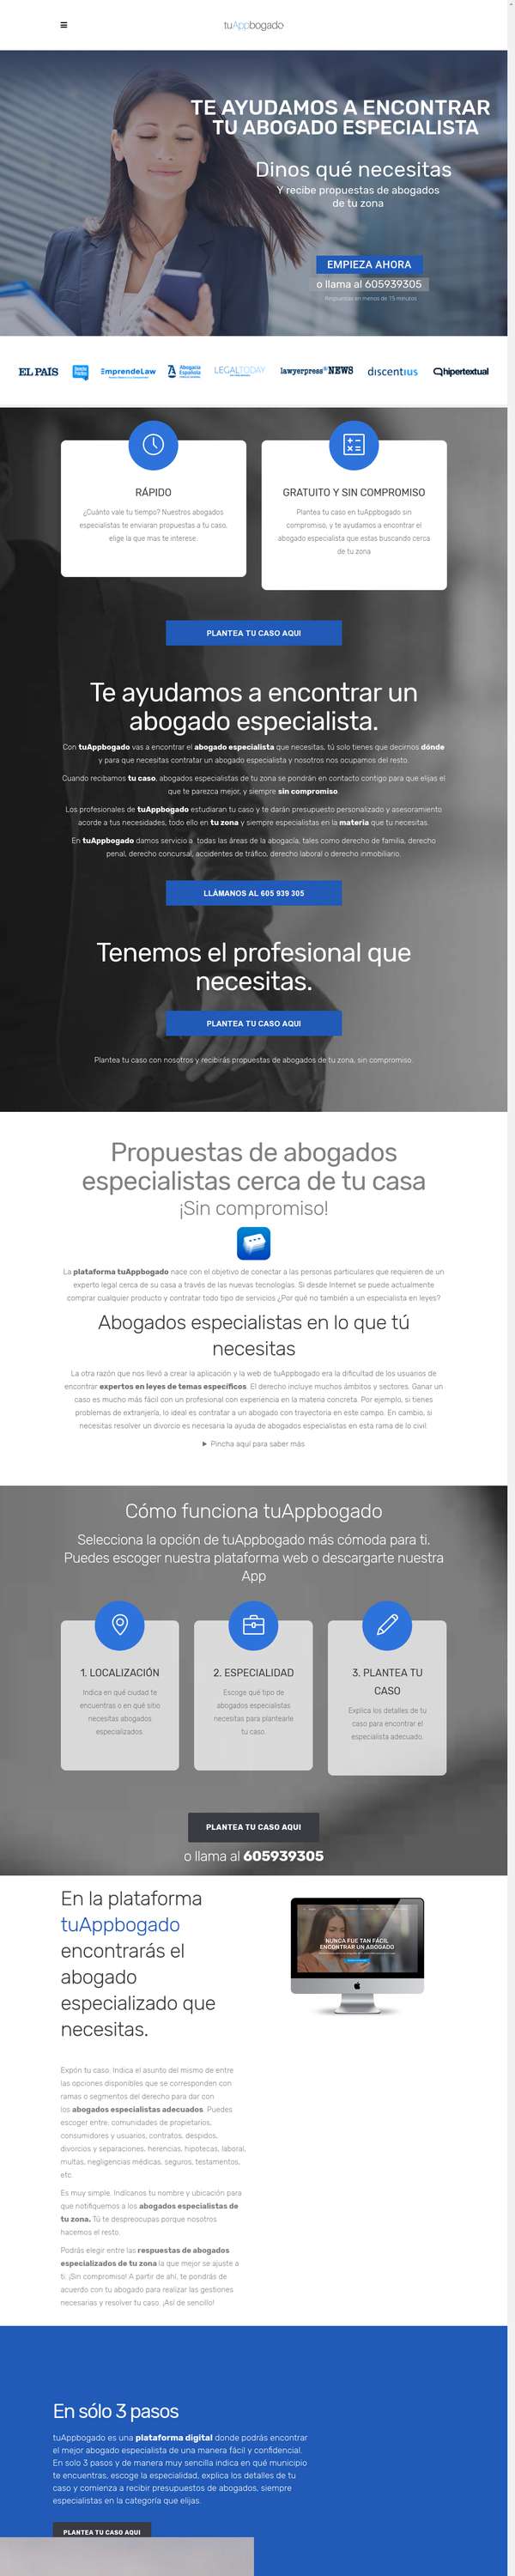 tuAppbogado
TE AYUDAMOS A ENCONTRAR
TU ABOGADO ESPECIALISTA
Dinos qué necesitas
Y recibe propuestas de abogados
de tu zona
EMPIEZA AHORA
o llama al 605939305
Respuestas en menos de 15 minutos
EL PAÍS
EmprendeLaw
Abogacía
Española
LEGALTODAY
lawyerpress NEWS
discentius
hipertextual
RÁPIDO
¿Cuánto vale tu tiempo? Nuestros abogados
especialistas te enviaran propuestas a tu caso,
elige la que mas te interese.
GRATUITO Y SIN COMPROMISO
Plantea tu caso en tuAppbogado sin
compromiso, y te ayudamos a encontrar el
abogado especialista que estas buscando cerca
de tu zona
PLANTEA TU CASO AQUI
Te ayudamos a encontrar un
abogado especialista.
Con tuAppbogado vas a encontrar el abogado especialista que necesitas, tú solo tienes que decirnos dónde
y para que necesitas contratar un abogado especialista y nosotros nos ocupamos del resto.
Cuando recibamos tu caso, abogados especialistas de tu zona se pondrán en contacto contigo para que elijas el
que te parezca mejor, y siempre sin compromiso.
Los profesionales de tuAppbogado estudiaran tu caso y te darán presupuesto personalizado y asesoramiento
acorde a tus necesidades, todo ello en tu zona y siempre especialistas en la materia que tu necesitas.
En tuAppbogado damos servicio a todas las áreas de la abogacía, tales como derecho de familia, derecho
penal, derecho concursal, accidentes de tráfico, derecho laboral o derecho inmobiliario.
LLÁMANOS AL 605 939 305
Tenemos el profesional que
necesitas.
PLANTEA TU CASO AQUI
Plantea tu caso con nosotros y recibirás propuestas de abogados de tu zona, sin compromiso.
Propuestas de abogados
especialistas cerca de tu casa
¡Sin compromiso!
La plataforma tuAppbogado nace con el objetivo de conectar a las personas particulares que requieren de un
experto legal cerca de su casa a través de las nuevas tecnologías. Si desde Internet se puede actualmente
comprar cualquier producto y contratar todo tipo de servicios ¿Por qué no también a un especialista en leyes?
Abogados especialistas en lo que tú
necesitas
La otra razón que nos llevó a crear la aplicación y la web de tuAppbogado era la dificultad de los usuarios de
encontrar expertos en leyes de temas específicos. El derecho incluye muchos ámbitos y sectores. Ganar un
caso es mucho más fácil con un profesional con experiencia en la materia concreta. Por ejemplo, si tienes
problemas de extranjería, lo ideal es contratar a un abogado con trayectoria en este campo. En cambio, si
necesitas resolver un divorcio es necesaria la ayuda de abogados especialistas en esta rama de lo civil.
► Pincha aquí para saber más
Cómo funciona tuAppbogado
Selecciona la opción de tuAppbogado más cómoda para ti.
Puedes escoger nuestra plataforma web o descargarte nuestra
App
1. LOCALIZACIÓN
Indica en qué ciudad te
encuentras o en qué sitio
necesitas abogados
especializados.
2. ESPECIALIDAD
Escoge qué tipo de
abogados especialistas
necesitas para plantearle
tu caso.
3. PLANTEA TU
CASO
Explica los detalles de tu
caso para encontrar el
especialista adecuado.
PLANTEA TU CASO AQUI
o llama al 605939305
En la plataforma
tuAppbogado
encontrarás el
abogado
especializado que
necesitas.
NUNCA FUE TAN FÁCIL
ENCONTRAR UN ABOGADO
Expón tu caso. Indica el asunto del mismo de entre
las opciones disponibles que se corresponden con
ramas o segmentos del derecho para dar con
los abogados especialistas adecuados. Puedes
escoger entre, comunidades de propietarios,
consumidores y usuarios, contratos, despidos,
divorcios y separaciones, herencias, hipotecas, laboral,
multas, negligencias médicas, seguros, testamentos,
etc.
Es muy simple. Indícanos tu nombre y ubicación para
que notifiquemos a los abogados especialistas de
tu zona. Tú te despreocupas porque nosotros
hacemos el resto.
Podrás elegir entre las respuestas de abogados
especializados de tu zona la que mejor se ajuste a
ti. ¡Sin compromiso! A partir de ahí, te pondrás de
acuerdo con tu abogado para realizar las gestiones
necesarias y resolver tu caso. ¡Así de sencillo!
En sólo 3 pasos
tuAppbogado es una plataforma digital donde podrás encontrar
el mejor abogado especialista de una manera fácil y confidencial.
En solo 3 pasos y de manera muy sencilla indica en qué municipio
te encuentras, escoge la especialidad, explica los detalles de tu
caso y comienza a recibir presupuestos de abogados, siempre
especialistas en la categoría que elijas.
PLANTEA TU CASO AQUI